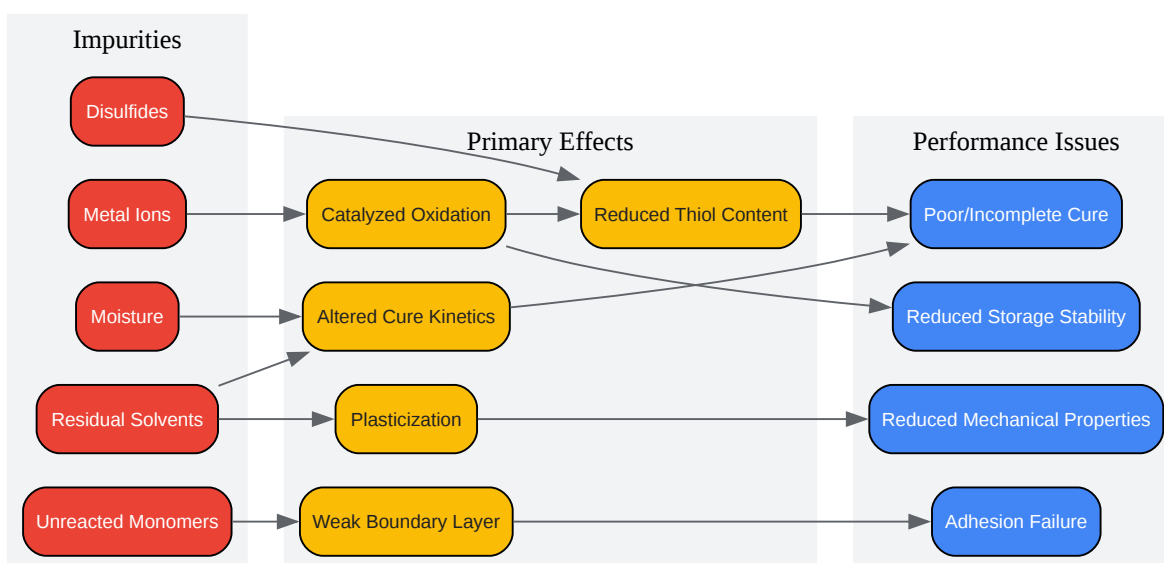 Impurities
Disulfides
Metal Ions
Moisture
Residual Solvents
Unreacted Monomers
Primary Effects
Catalyzed Oxidation
Reduced Thiol Content
Altered Cure Kinetics
Plasticization
Weak Boundary Layer
Performance Issues
Poor/Incomplete Cure
Reduced Storage Stability
Reduced Mechanical Properties
Adhesion Failure